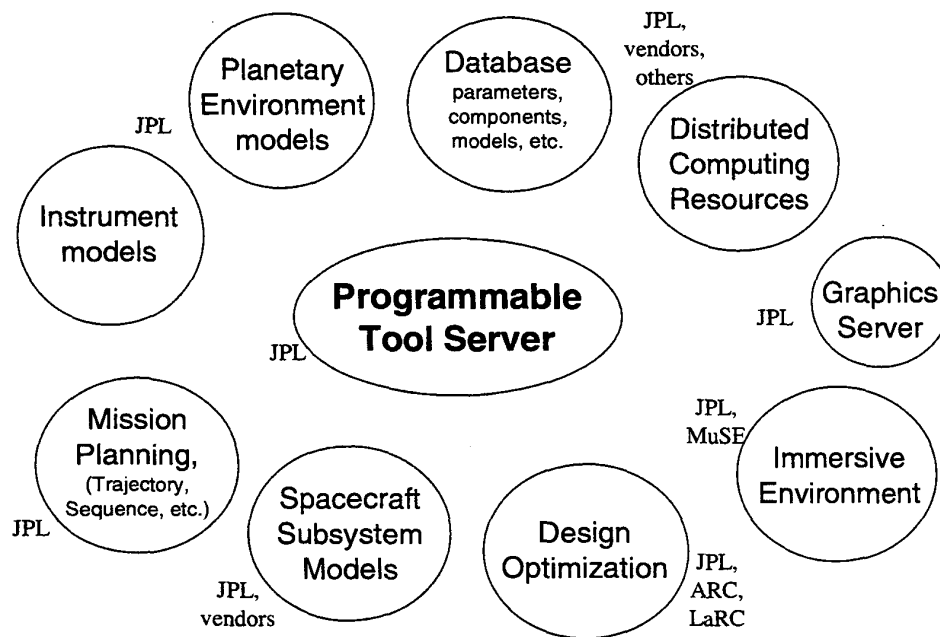 JPL,
vendors,
others
Planetary
Environment
models
JPL
Database
parameters,
components,
models, etc.
Distributed
Computing
Resources
Instrument
models
Programmable
Tool Server
JPL
Graphics
Server
JPL
Mission
Planning,
(Trajectory,
Sequence, etc.)
JPL
Spacecraft
Subsystem
Models
JPL,
vendors
Design
Optimization
JPL,
ARC,
LaRC
JPL,
MuSE
Immersive
Environment